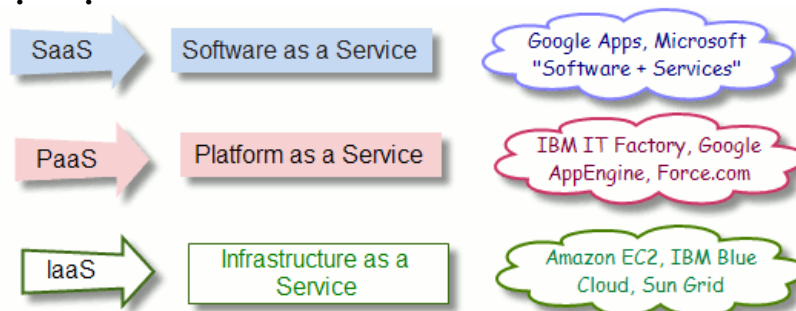 SaaS
Software as a Service
Google Apps, Microsoft
"Software + Services"
PaaS
Platform as a Service
IBM IT Factory, Google
AppEngine, Force.com
IaaS
Infrastructure as a
Service
Amazon EC2, IBM Blue
Cloud, Sun Grid